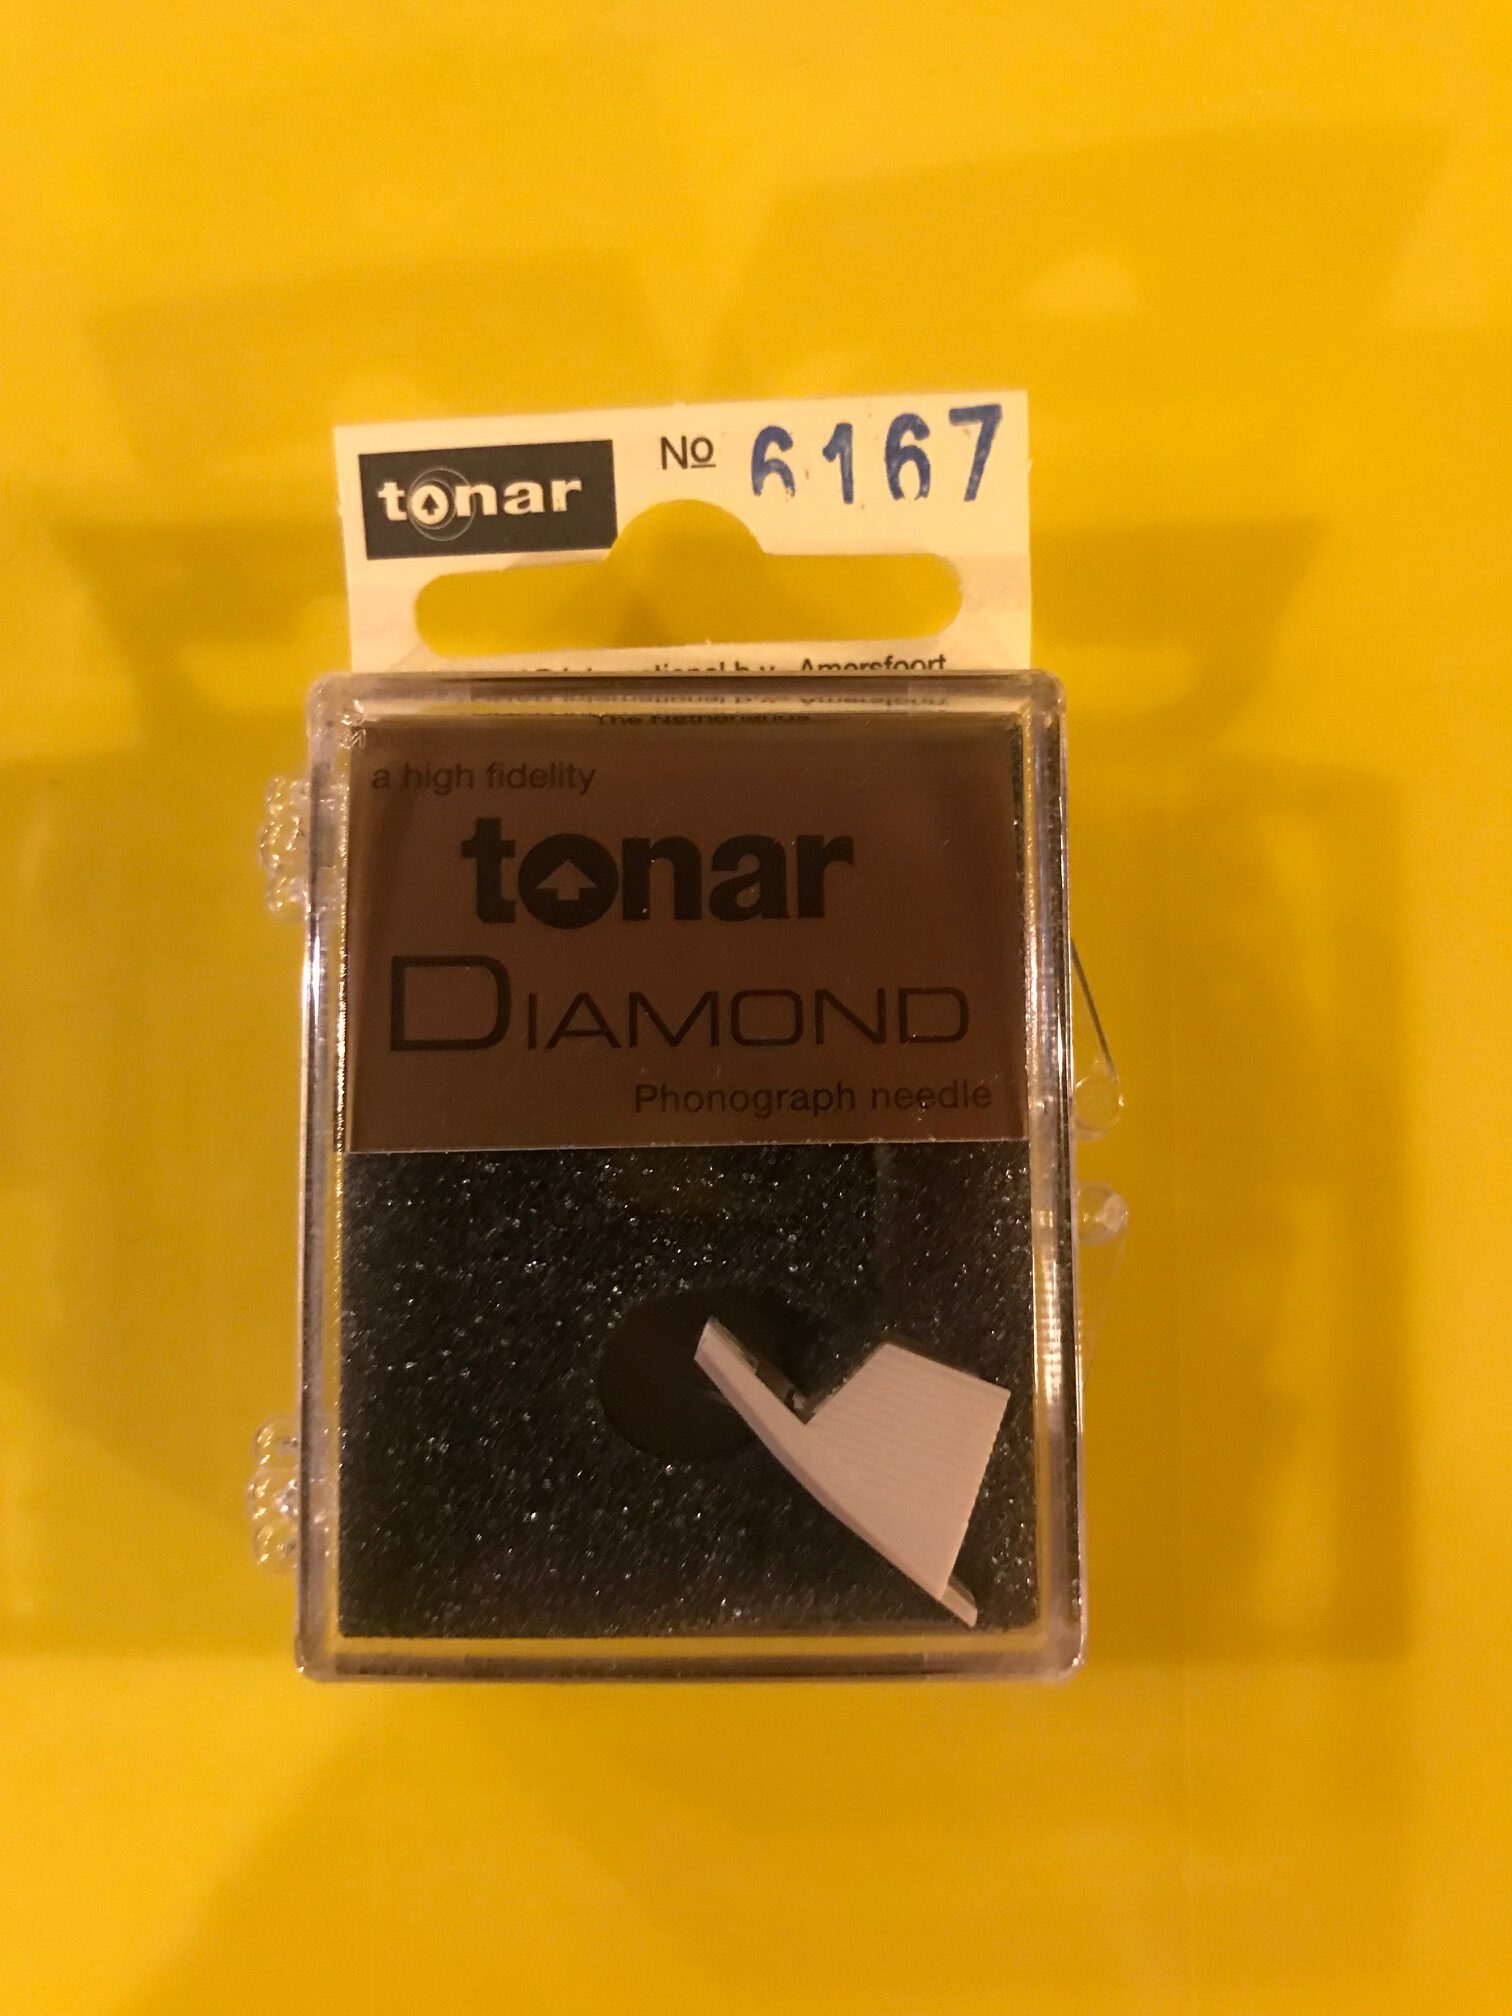 tonar
No 6167
Amersfoort
The Netherlands
a high fidelity
tonar
DIAMOND
Phonograph needle